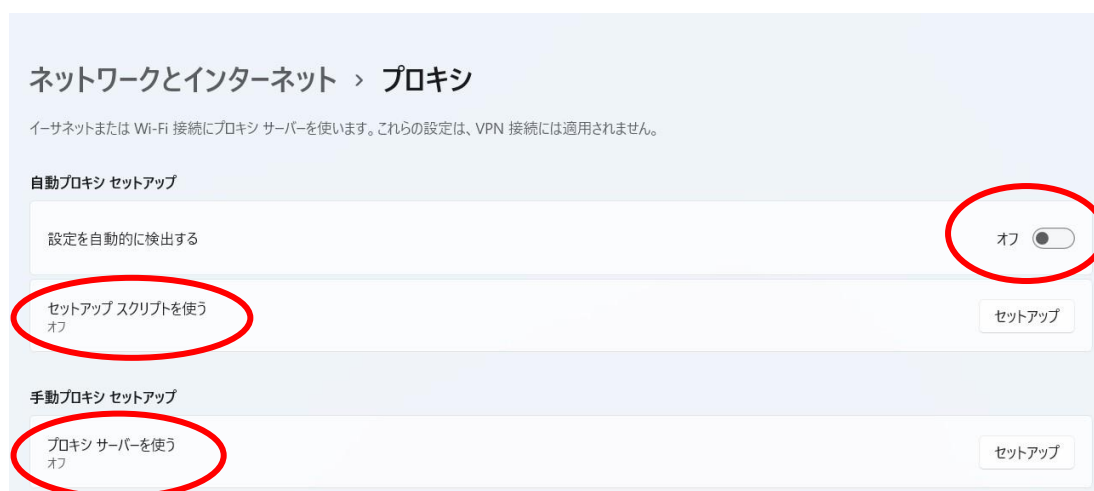 ネットワークとインターネット › プロキシ
イーサネットまたは Wi-Fi 接続にプロキシ サーバーを使います。これらの設定は、VPN 接続には適用されません。
自動プロキシ セットアップ
設定を自動的に検出する
オフ
セットアップ スクリプトを使う
オフ
セットアップ
手動プロキシ セットアップ
プロキシ サーバーを使う
オフ
セットアップ